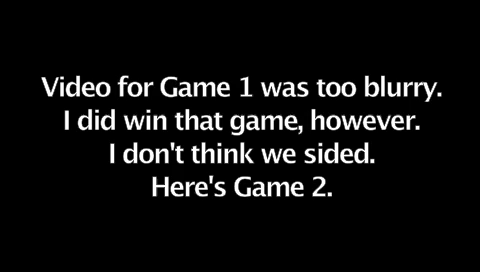 Video for Game 1 was too blurry.
I did win that game, however.
I don't think we sided.
Here's Game 2.